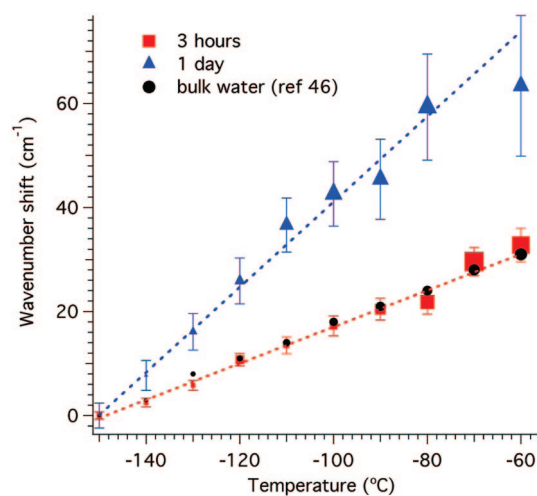 3 hours
1 day
bulk water (ref 46)
Wavenumber shift (cm⁻¹)
60
40
20
0
-140 -120 -100 -80 -60
Temperature (ºC)